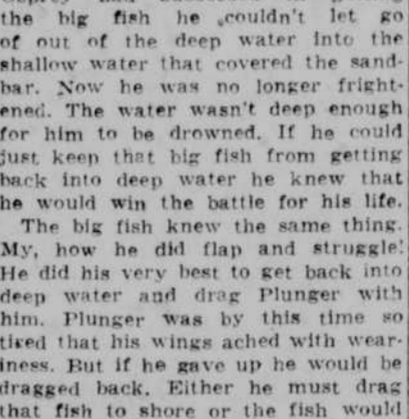 the big fish he couldn't let go
of out of the deep water into the
shallow water that covered the sand-
bar. Now he was no longer fright-
ened. The water wasn't deep enough
for him to be drowned. If he could
just keep that big fish from getting
back into deep water he knew that
he would win the battle for his life.
The big fish knew the same thing.
My, how he did flap and struggle!
He did his very best to get back into
deep water and drag Plunger with
him. Plunger was by this time so
tired that his wings ached with wear-
iness. But if he gave up he would be
dragged back. Either he must drag
that fish to shore or the fish would